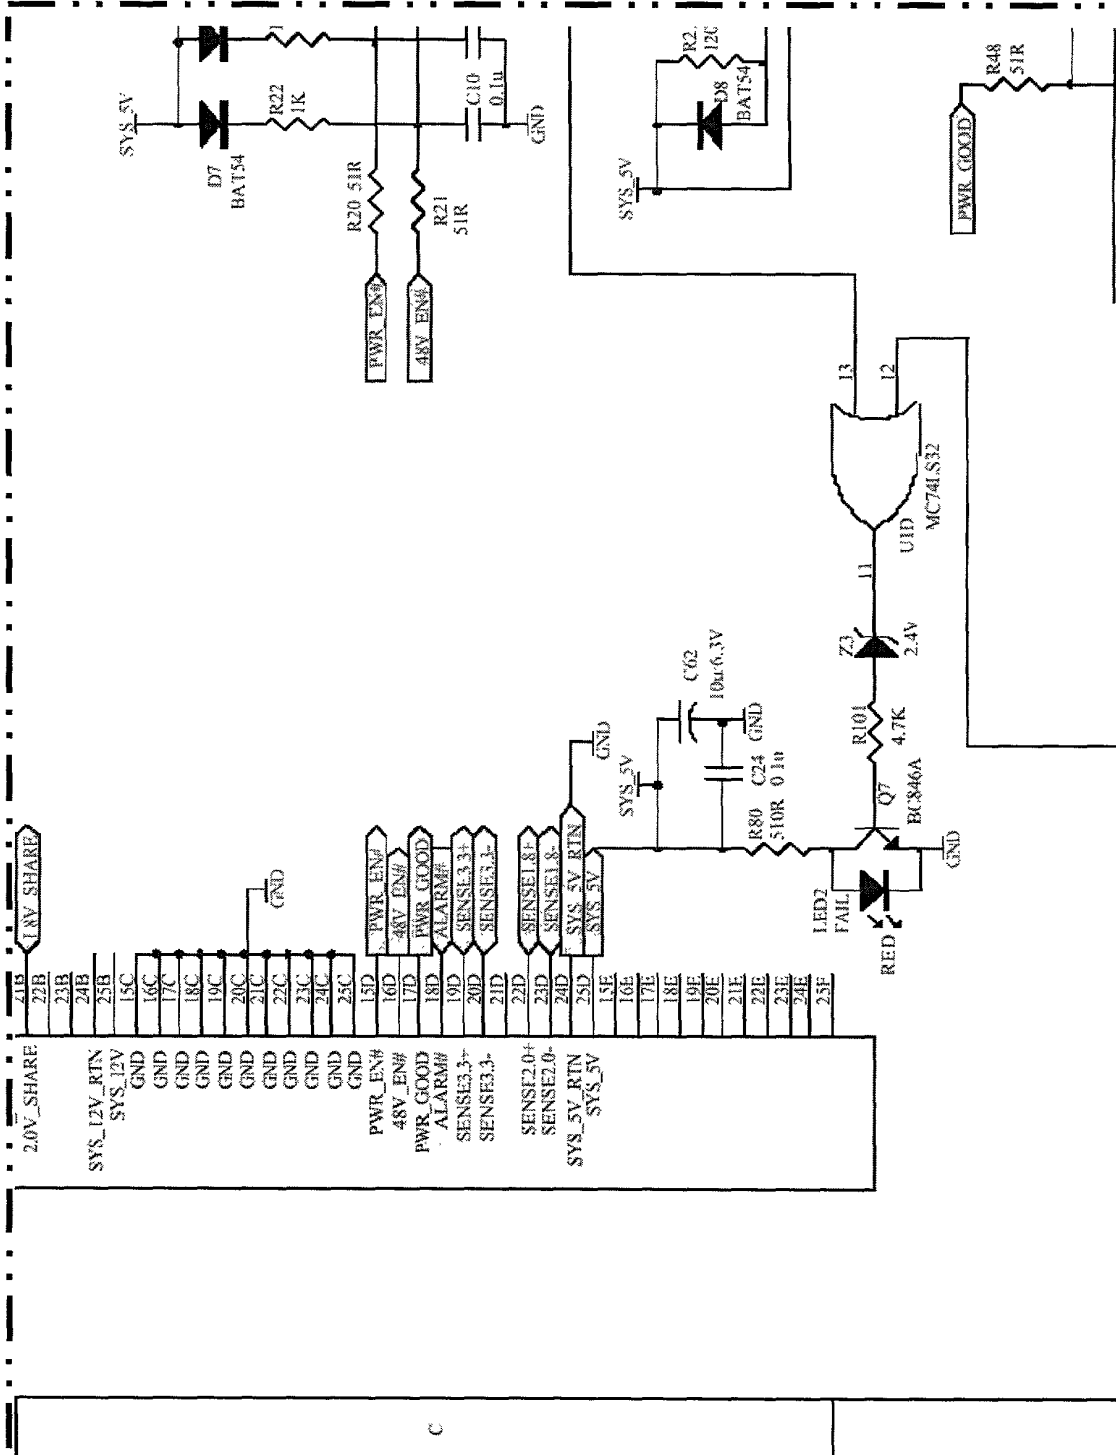 SYS_5V
D7
BAT54
R22
1K
C10
0.1u
GND
R20 51R
R21
51R
PWR_EN#
48V_EN#
SYS_5V
R2
120
D8
BAT54
PWR_GOOD
R48
51R
13
12
11
U1D
MC74LS32
Z3
2.4V
R101
4.7K
Q7
BC846A
GND
LED2
FAIL
RED
R80
510R
C24
0.1u
C62
10u/6.3V
GND
SYS_5V
GND
1.8V_SHARE
GND
PWR_EN#
48V_EN#
PWR_GOOD
ALARM#
SENSE3.3+
SENSE3.3-
SENSE1.8+
SENSE1.8-
SYS_5V_RTN
SYS_5V
21B
22B
23B
24B
25B
15C
16C
17C
18C
19C
20C
21C
22C
23C
24C
25C
15D
16D
17D
18D
19D
20D
21D
22D
23D
24D
25D
15E
16E
17E
18E
19E
20E
21E
22E
23E
24E
25E
2.0V_SHARE
SYS_12V_RTN
SYS_12V
GND
GND
GND
GND
GND
GND
GND
GND
GND
GND
GND
PWR_EN#
48V_EN#
PWR_GOOD
ALARM#
SENSE3.3+
SENSE3.3-
SENSE2.0+
SENSE2.0-
SYS_5V_RTN
SYS_5V
C